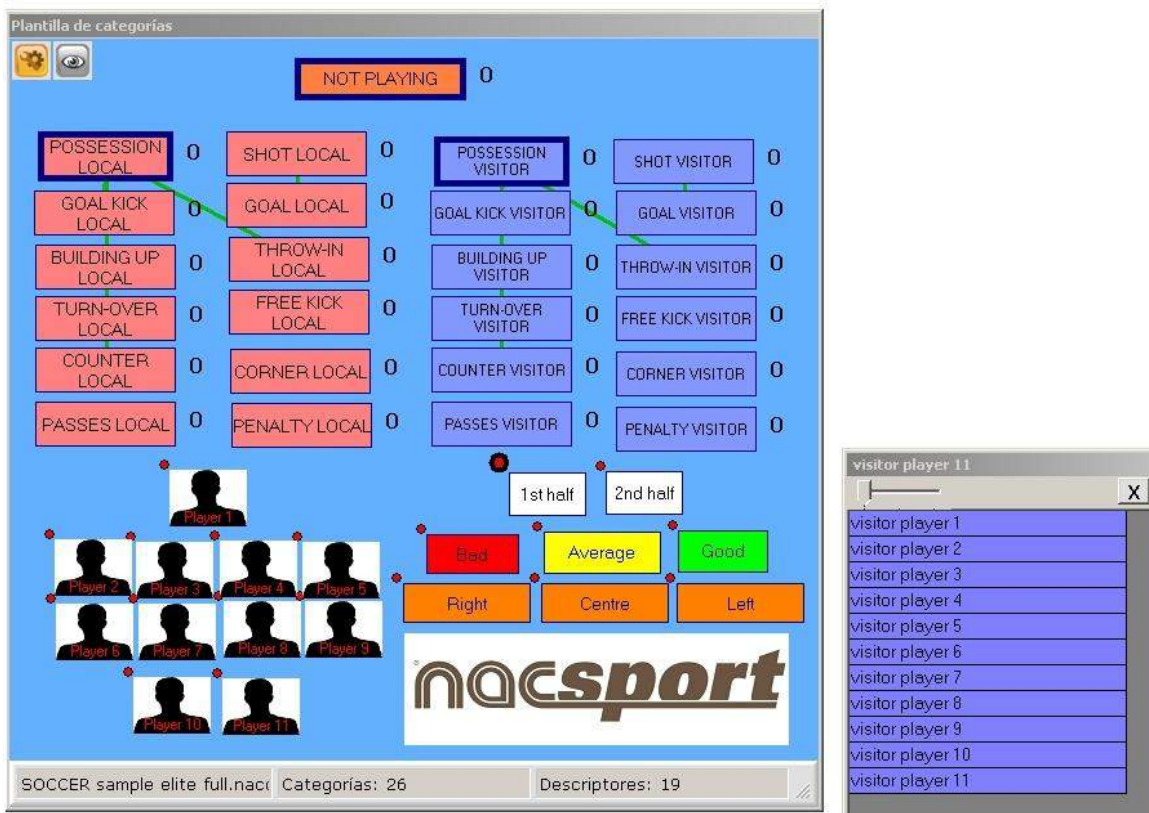 Plantilla de categorías
NOT PLAYING 0
POSSESSION
LOCAL 0
SHOT LOCAL 0
POSSESSION
VISITOR 0
SHOT VISITOR 0
GOAL KICK
LOCAL 0
GOAL LOCAL 0
GOAL KICK VISITOR 0
GOAL VISITOR 0
BUILDING UP
LOCAL 0
THROW-IN
LOCAL 0
BUILDING UP
VISITOR 0
THROW-IN VISITOR 0
TURN-OVER
LOCAL 0
FREE KICK
LOCAL 0
TURN-OVER
VISITOR 0
FREE KICK VISITOR 0
COUNTER
LOCAL 0
CORNER LOCAL 0
COUNTER VISITOR 0
CORNER VISITOR 0
PASSES LOCAL 0
PENALTY LOCAL 0
PASSES VISITOR 0
PENALTY VISITOR 0
Player 1
Player 2 Player 3 Player 4 Player 5
Player 6 Player 7 Player 8 Player 9
Player 10 Player 11
1st half 2nd half
Bad Average Good
Right Centre Left
nacsport
SOCCER sample elite full.nac Categorías: 26 Descriptores: 19
visitor player 11
X
visitor player 1
visitor player 2
visitor player 3
visitor player 4
visitor player 5
visitor player 6
visitor player 7
visitor player 8
visitor player 9
visitor player 10
visitor player 11